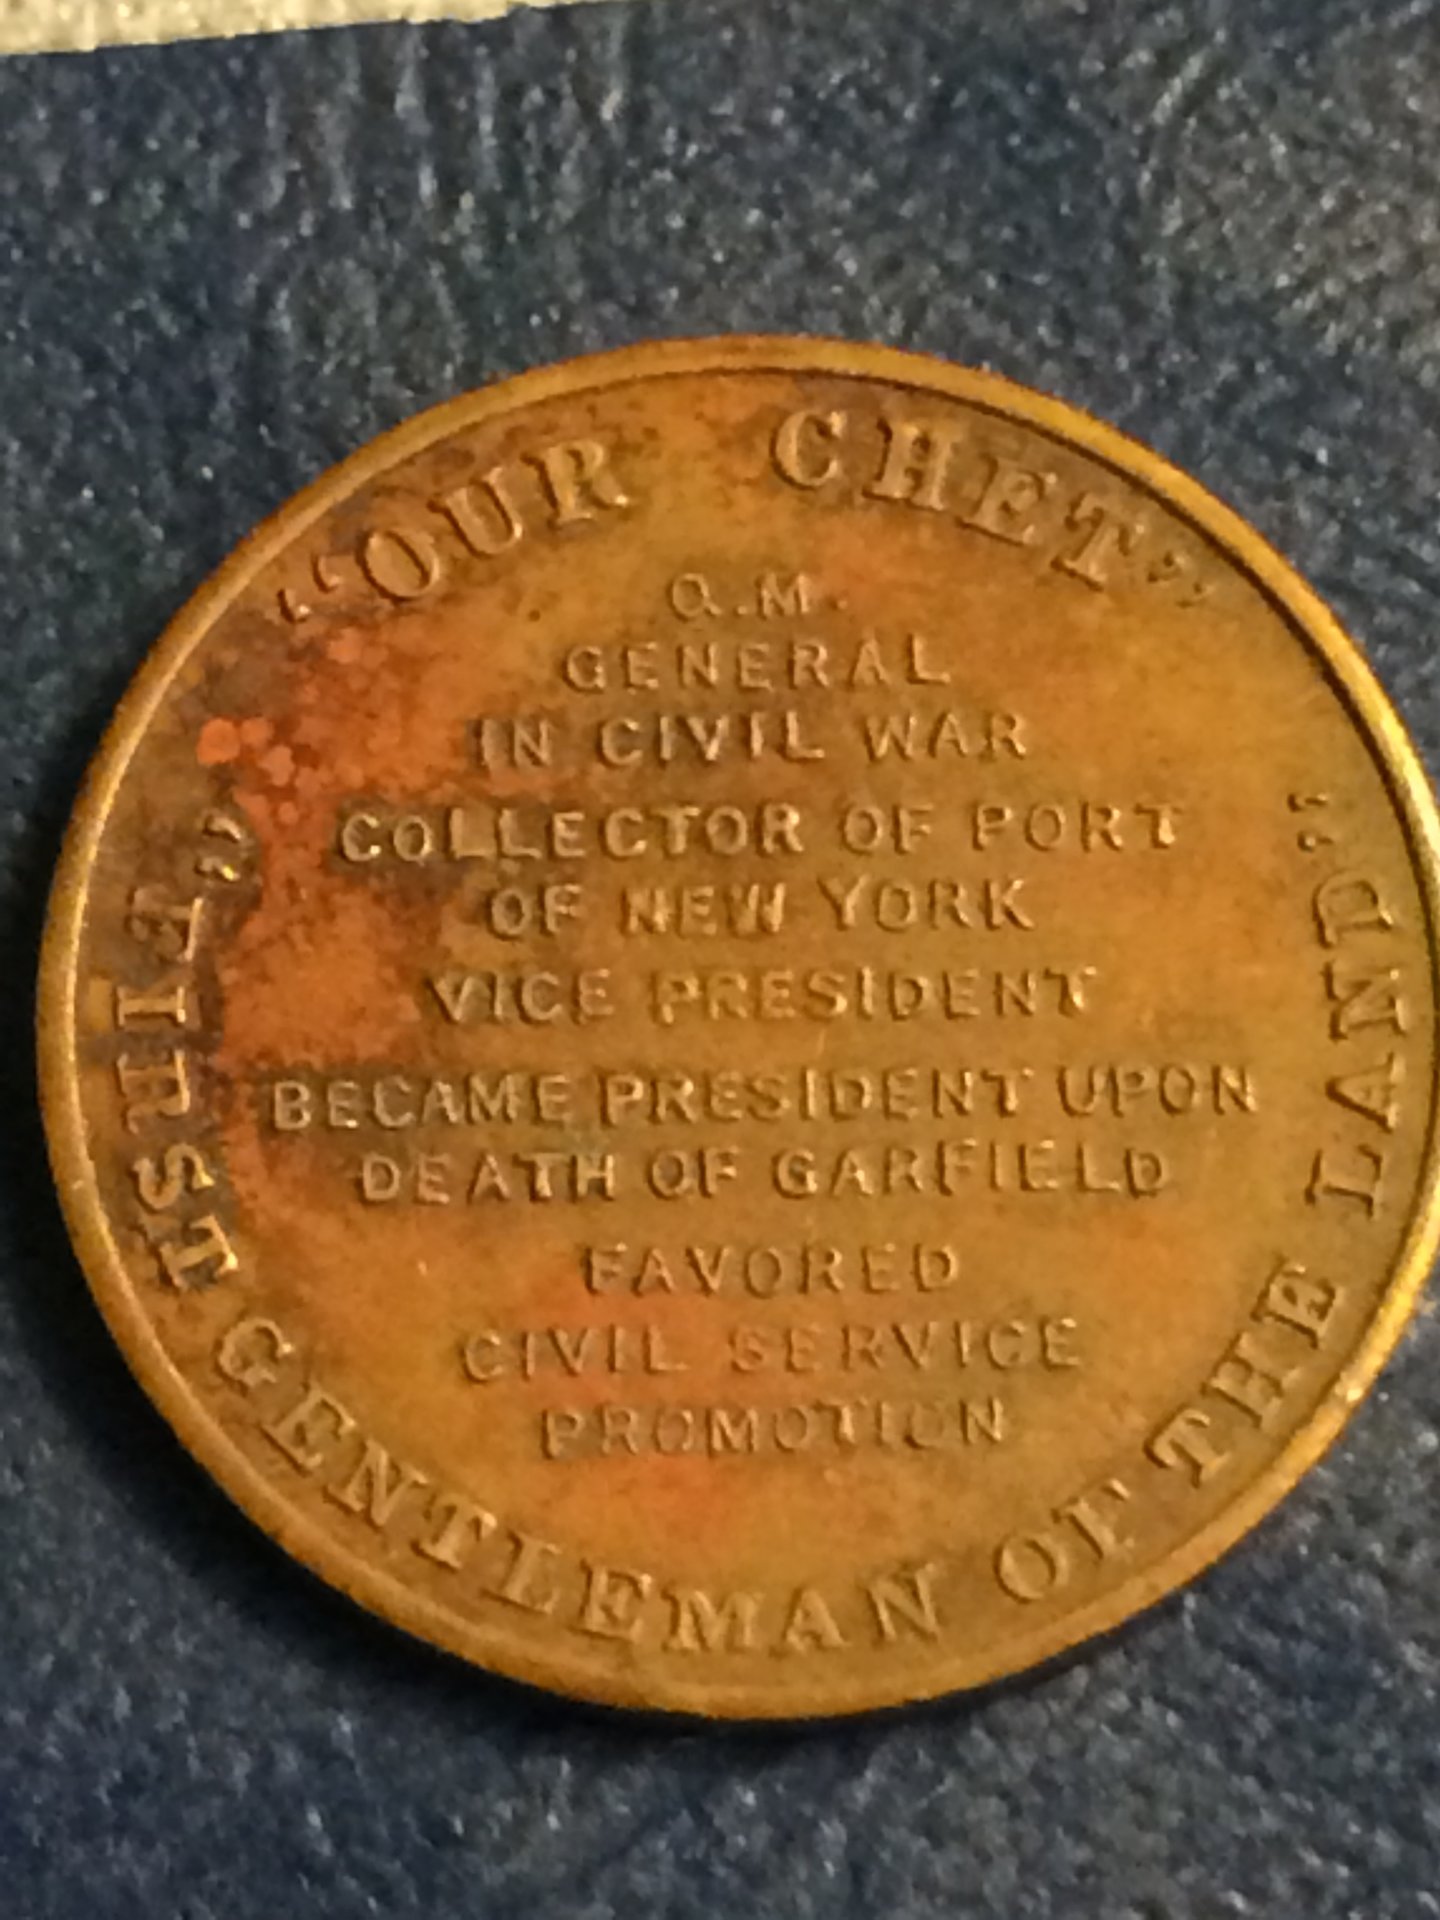 “OUR CHET”
Q.M.
GENERAL
IN CIVIL WAR
COLLECTOR OF PORT
OF NEW YORK
VICE PRESIDENT
BECAME PRESIDENT UPON
DEATH OF GARFIELD
FAVORED
CIVIL SERVICE
PROMOTION
“FIRST GENTLEMAN OF THE LAND”